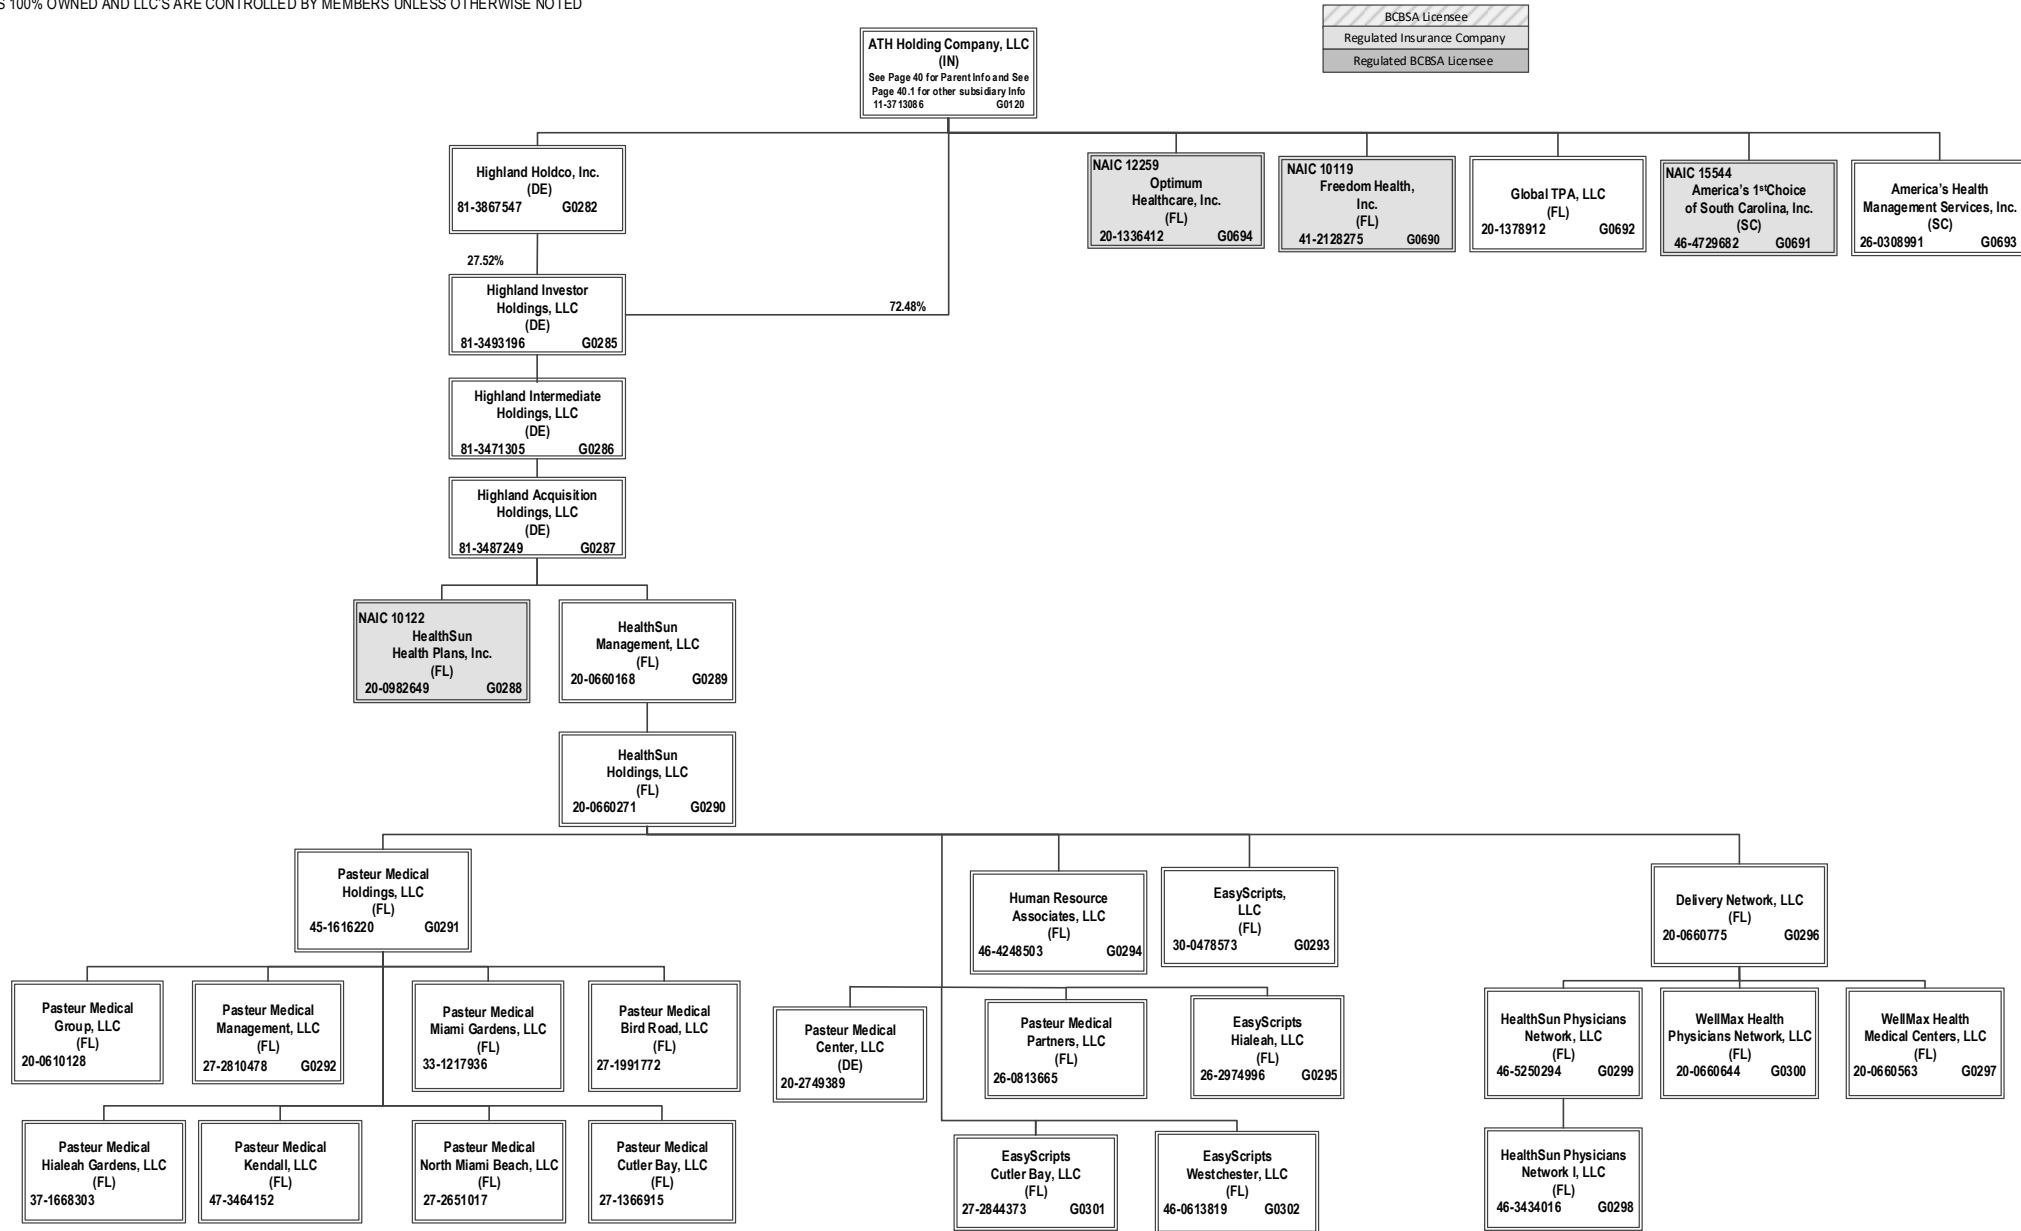 S 100% OWNED AND LLC'S ARE CONTROLLED BY MEMBERS UNLESS OTHERWISE NOTED
BCBSA Licensee
Regulated Insurance Company
Regulated BCBSA Licensee
ATH Holding Company, LLC
(IN)
See Page 40 for Parent Info and See
Page 40.1 for other subsidiary Info
11-3713086 G0120
Highland Holdco, Inc.
(DE)
81-3867547 G0282
NAIC 12259
Optimum
Healthcare, Inc.
(FL)
20-1336412 G0694
NAIC 10119
Freedom Health,
Inc.
(FL)
41-2128275 G0690
Global TPA, LLC
(FL)
20-1378912 G0692
NAIC 15544
America's 1stChoice
of South Carolina, Inc.
(SC)
46-4729682 G0691
America's Health
Management Services, Inc.
(SC)
26-0308991 G0693
27.52%
72.48%
Highland Investor
Holdings, LLC
(DE)
81-3493196 G0285
Highland Intermediate
Holdings, LLC
(DE)
81-3471305 G0286
Highland Acquisition
Holdings, LLC
(DE)
81-3487249 G0287
NAIC 10122
HealthSun
Health Plans, Inc.
(FL)
20-0982649 G0288
HealthSun
Management, LLC
(FL)
20-0660168 G0289
HealthSun
Holdings, LLC
(FL)
20-0660271 G0290
Pasteur Medical
Holdings, LLC
(FL)
45-1616220 G0291
Human Resource
Associates, LLC
(FL)
46-4248503 G0294
EasyScripts,
LLC
(FL)
30-0478573 G0293
Delivery Network, LLC
(FL)
20-0660775 G0296
Pasteur Medical
Group, LLC
(FL)
20-0610128
Pasteur Medical
Management, LLC
(FL)
27-2810478 G0292
Pasteur Medical
Miami Gardens, LLC
(FL)
33-1217936
Pasteur Medical
Bird Road, LLC
(FL)
27-1991772
Pasteur Medical
Center, LLC
(DE)
20-2749389
Pasteur Medical
Partners, LLC
(FL)
26-0813665
EasyScripts
Hialeah, LLC
(FL)
26-2974996 G0295
HealthSun Physicians
Network, LLC
(FL)
46-5250294 G0299
WellMax Health
Physicians Network, LLC
(FL)
20-0660644 G0300
WellMax Health
Medical Centers, LLC
(FL)
20-0660563 G0297
Pasteur Medical
Hialeah Gardens, LLC
(FL)
37-1668303
Pasteur Medical
Kendall, LLC
(FL)
47-3464152
Pasteur Medical
North Miami Beach, LLC
(FL)
27-2651017
Pasteur Medical
Cutler Bay, LLC
(FL)
27-1366915
EasyScripts
Cutler Bay, LLC
(FL)
27-2844373 G0301
EasyScripts
Westchester, LLC
(FL)
46-0613819 G0302
HealthSun Physicians
Network I, LLC
(FL)
46-3434016 G0298